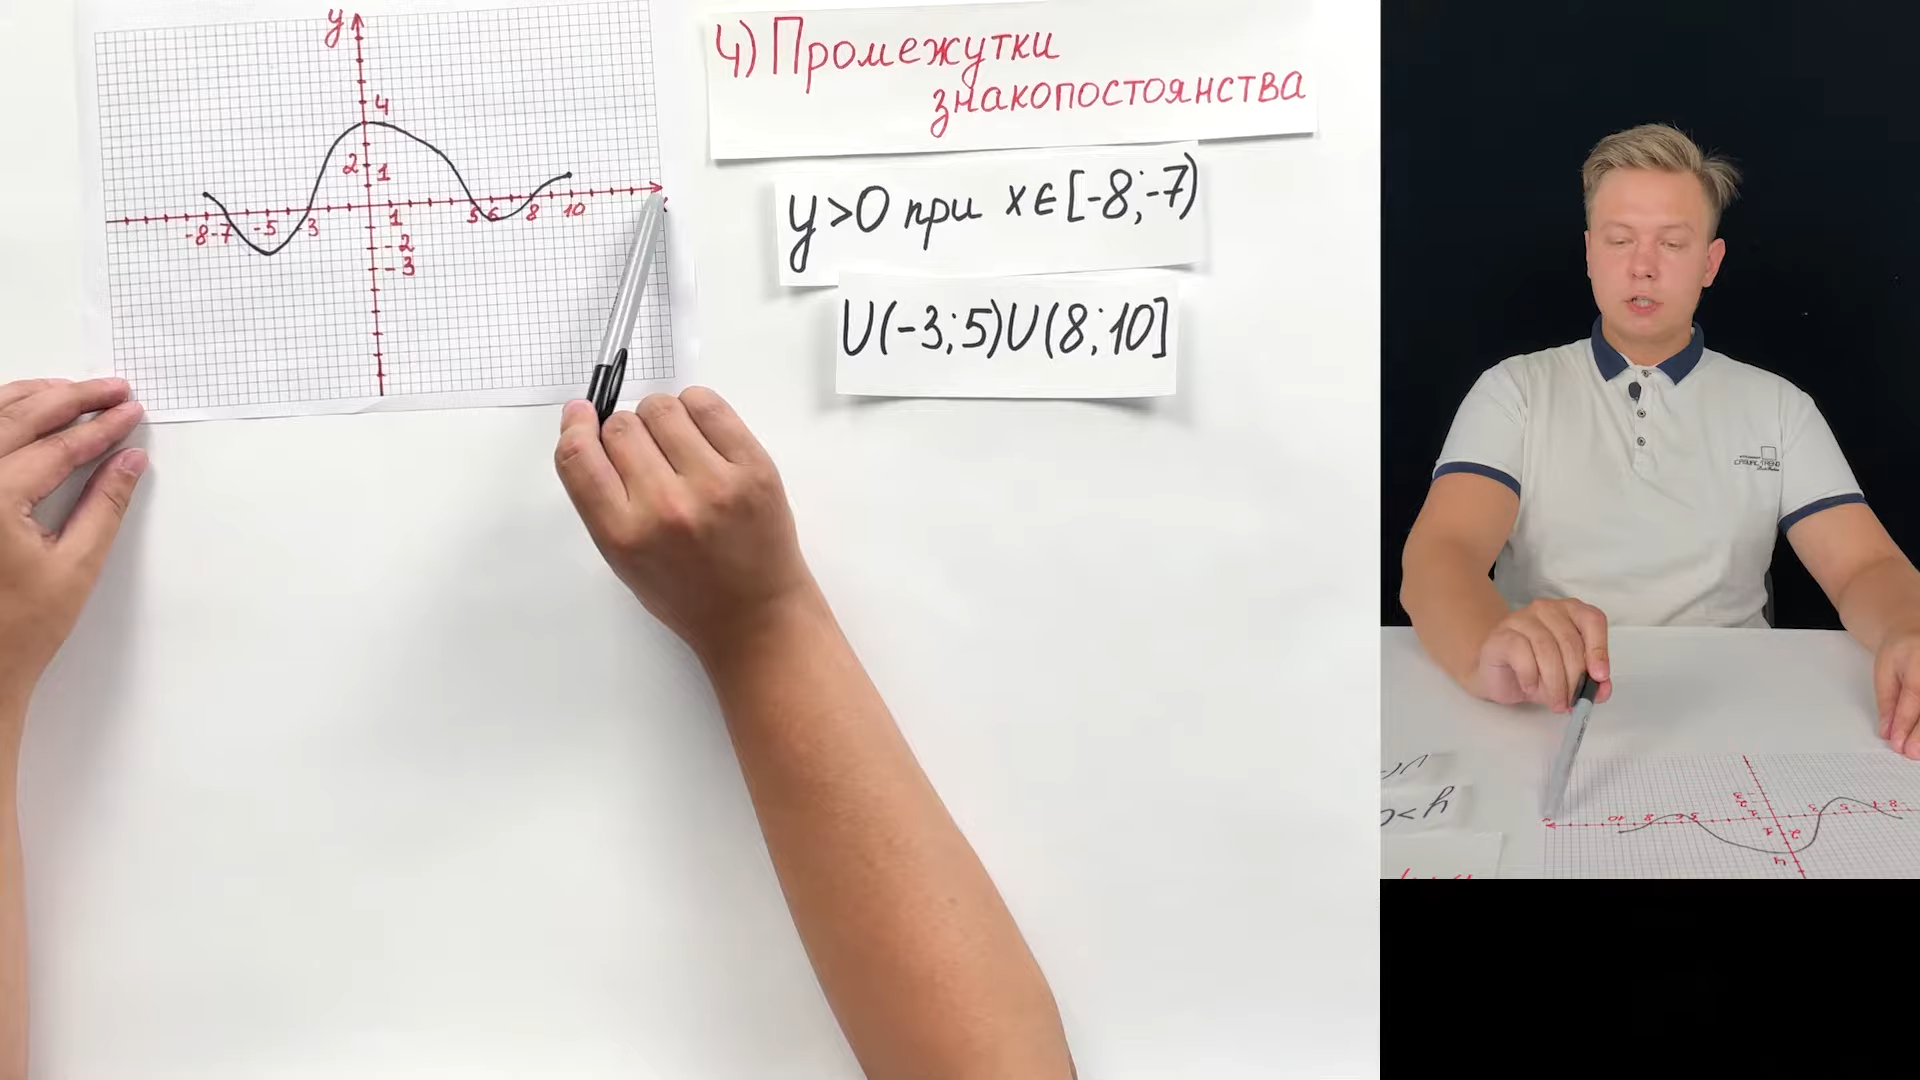 y
4
2
1
-8 -7 -5 -3 1 5 6 8 10
-2
-3
4) Промежутки
знакопостоянства
y>0 при x∈[-8;-7)
U(-3;5)U(8;10]